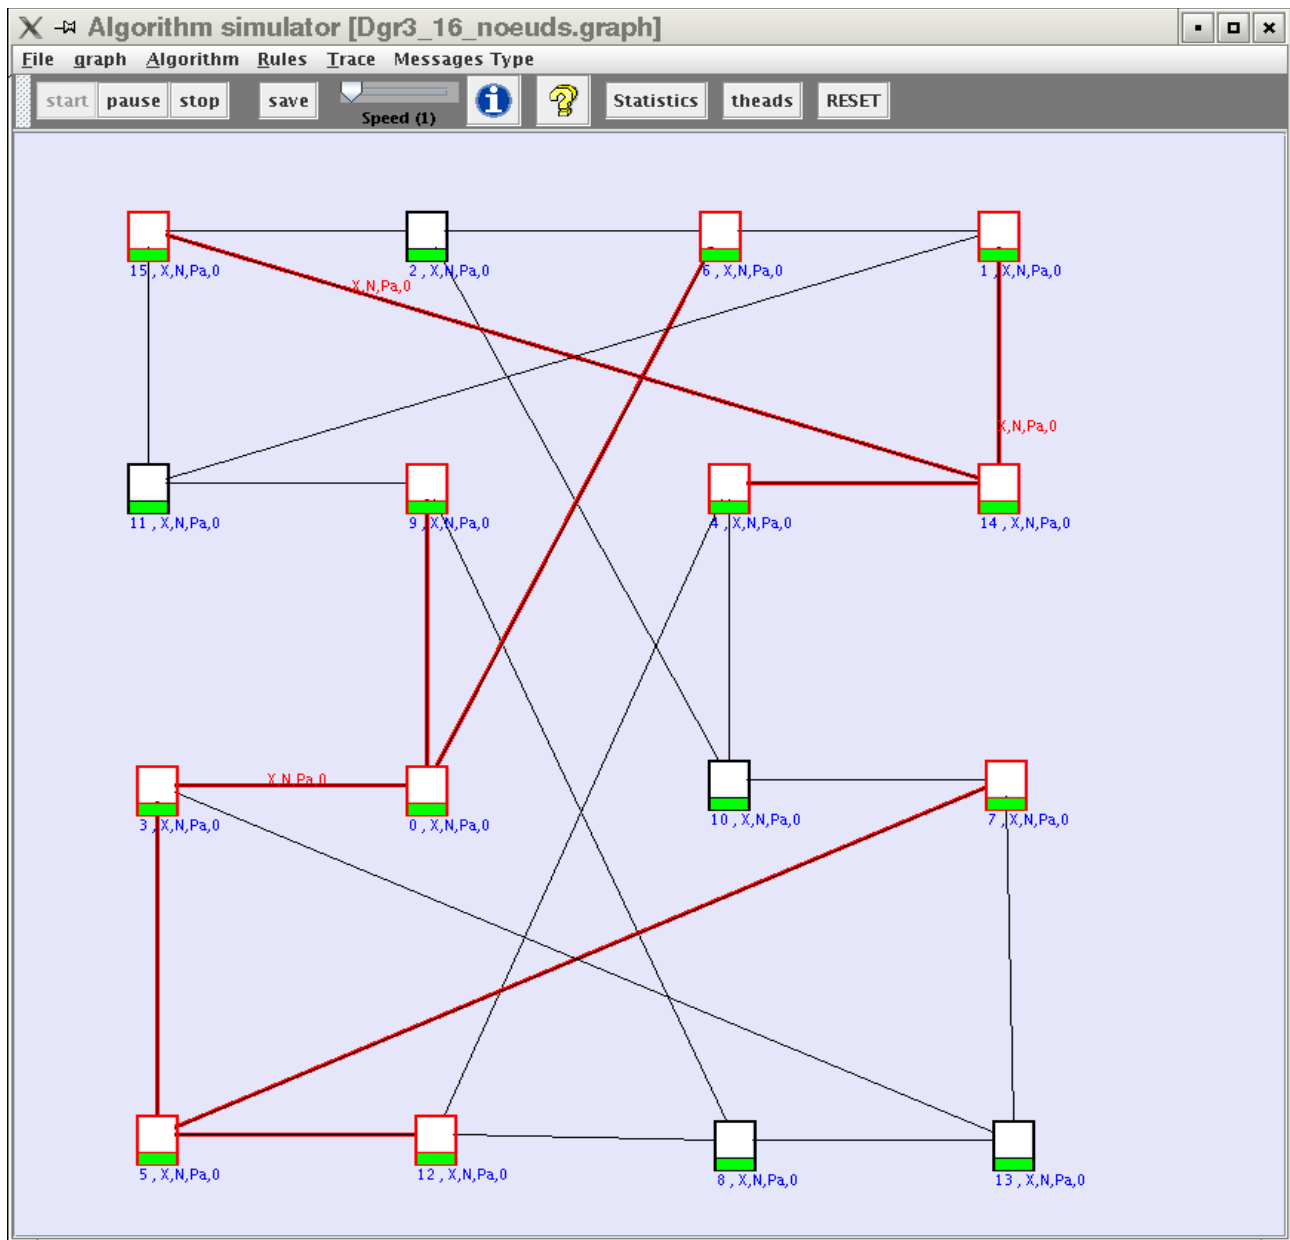 Algorithm simulator [Dgr3_16_noeuds.graph]
File graph Algorithm Rules Trace Messages Type
start pause stop save Speed (1) Statistics theads RESET
15 , X,N,Pa,0
2 , X,N,Pa,0
6 , X,N,Pa,0
1 , X,N,Pa,0
X,N,Pa,0
X,N,Pa,0
11 , X,N,Pa,0
9 , X,N,Pa,0
4 , X,N,Pa,0
14 , X,N,Pa,0
X,N,Pa,0
3 , X,N,Pa,0
0 , X,N,Pa,0
10 , X,N,Pa,0
7 , X,N,Pa,0
5 , X,N,Pa,0
12 , X,N,Pa,0
8 , X,N,Pa,0
13 , X,N,Pa,0